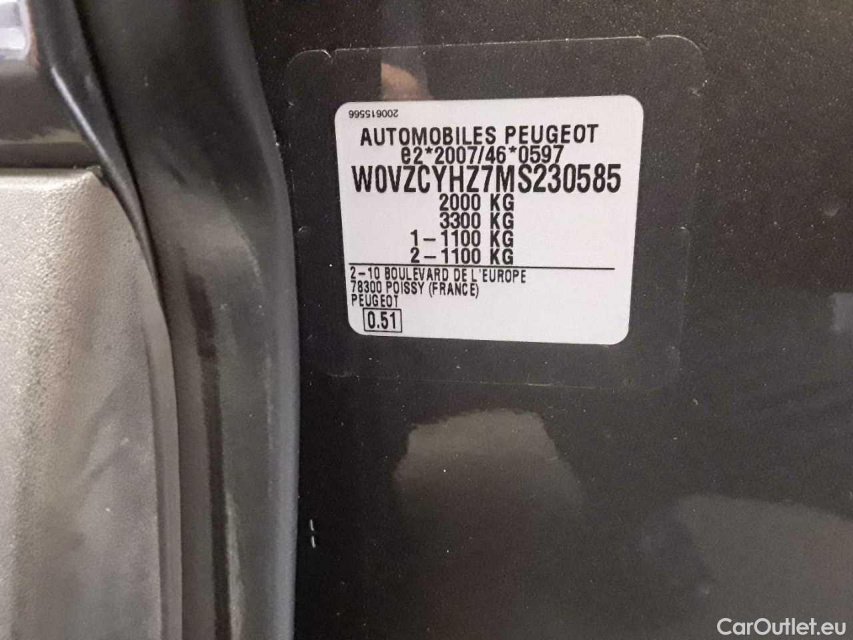 200615566
AUTOMOBILES PEUGEOT
e2*2007/46*0597
W0VZCYHZ7MS230585
2000 KG
3300 KG
1-1100 KG
2-1100 KG
2-10 BOULEVARD DE L'EUROPE
78300 POISSY (FRANCE)
PEUGEOT
0.51
CarOutlet.eu